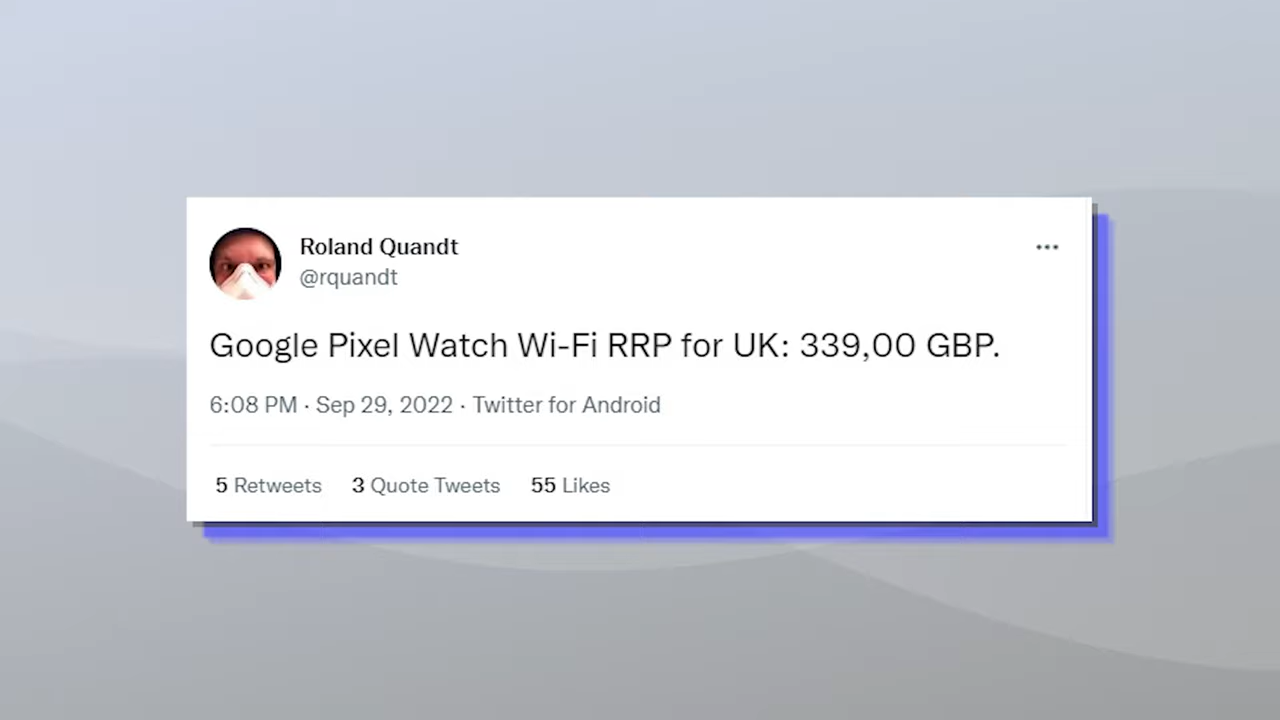 Roland Quandt
@rquandt
Google Pixel Watch Wi-Fi RRP for UK: 339,00 GBP.
6:08 PM · Sep 29, 2022 · Twitter for Android
5 Retweets 3 Quote Tweets 55 Likes